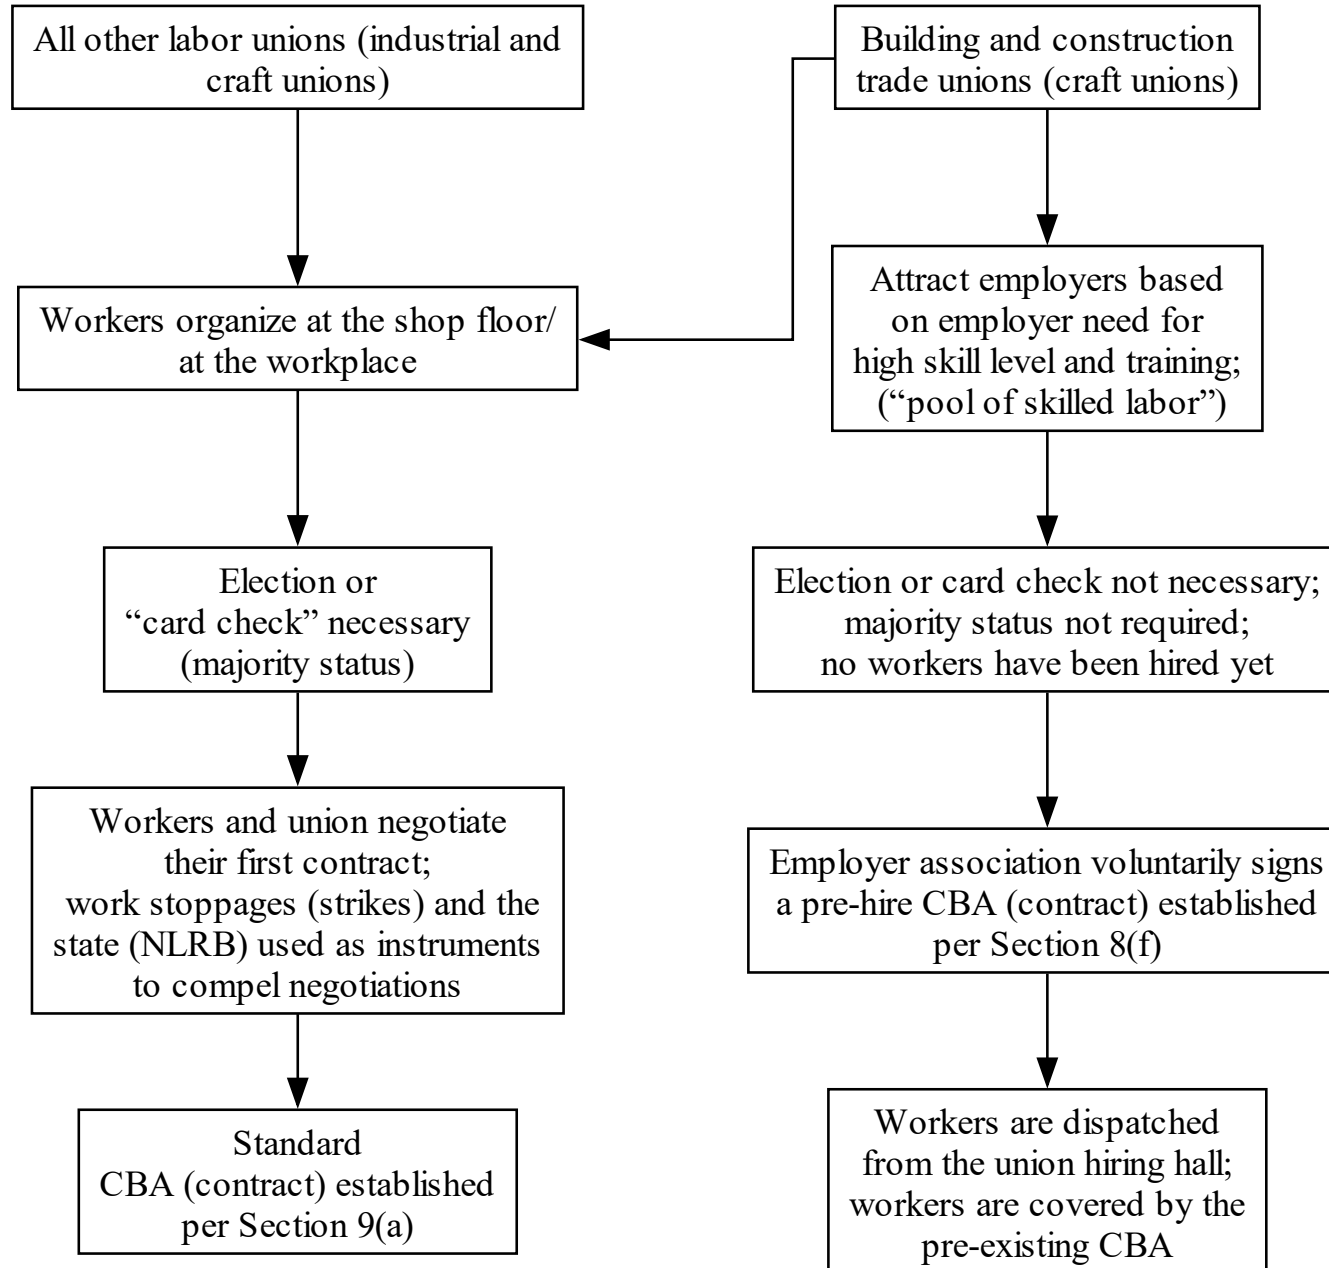 All other labor unions (industrial and
craft unions)
Building and construction
trade unions (craft unions)
Workers organize at the shop floor/
at the workplace
Attract employers based
on employer need for
high skill level and training;
(“pool of skilled labor”)
Election or
“card check” necessary
(majority status)
Election or card check not necessary;
majority status not required;
no workers have been hired yet
Workers and union negotiate
their first contract;
work stoppages (strikes) and the
state (NLRB) used as instruments
to compel negotiations
Employer association voluntarily signs
a pre-hire CBA (contract) established
per Section 8(f)
Standard
CBA (contract) established
per Section 9(a)
Workers are dispatched
from the union hiring hall;
workers are covered by the
pre-existing CBA